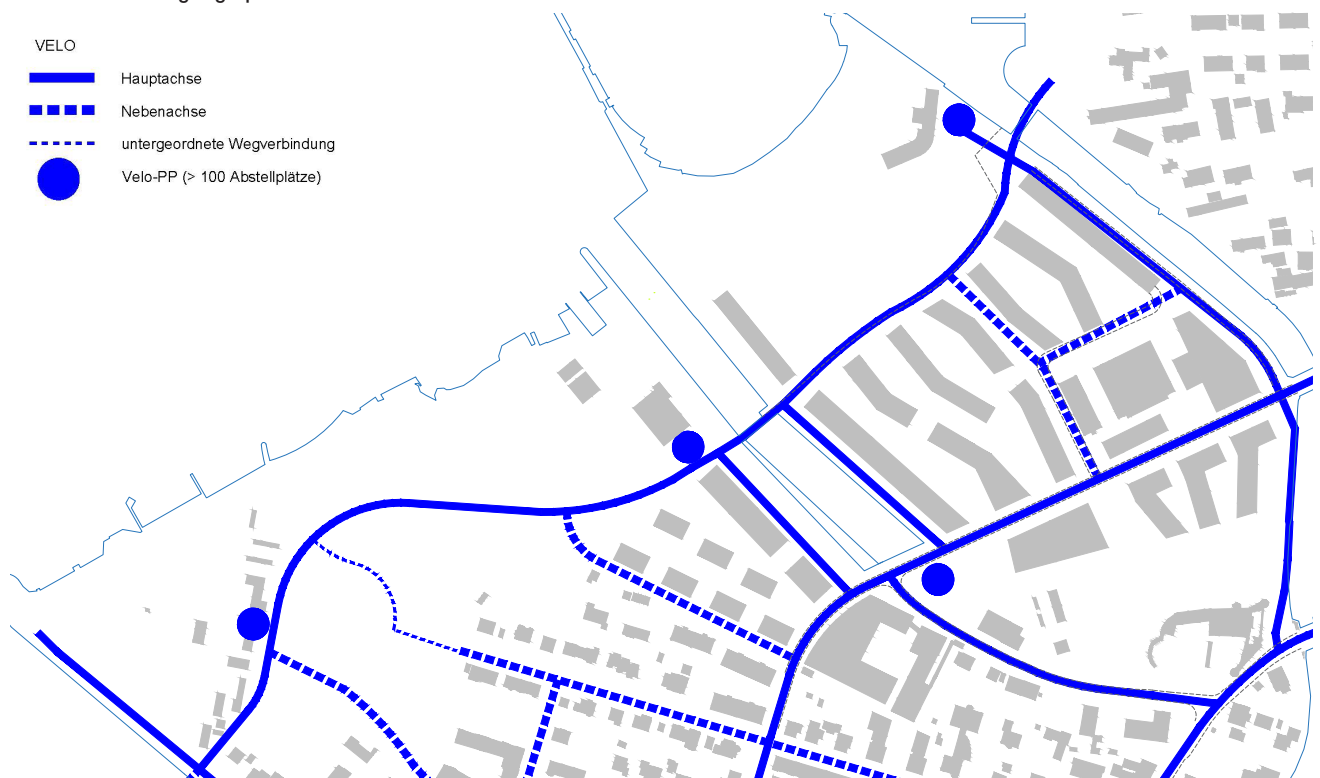 VELO
Hauptachse
Nebenachse
untergeordnete Wegverbindung
Velo-PP (> 100 Abstellplätze)